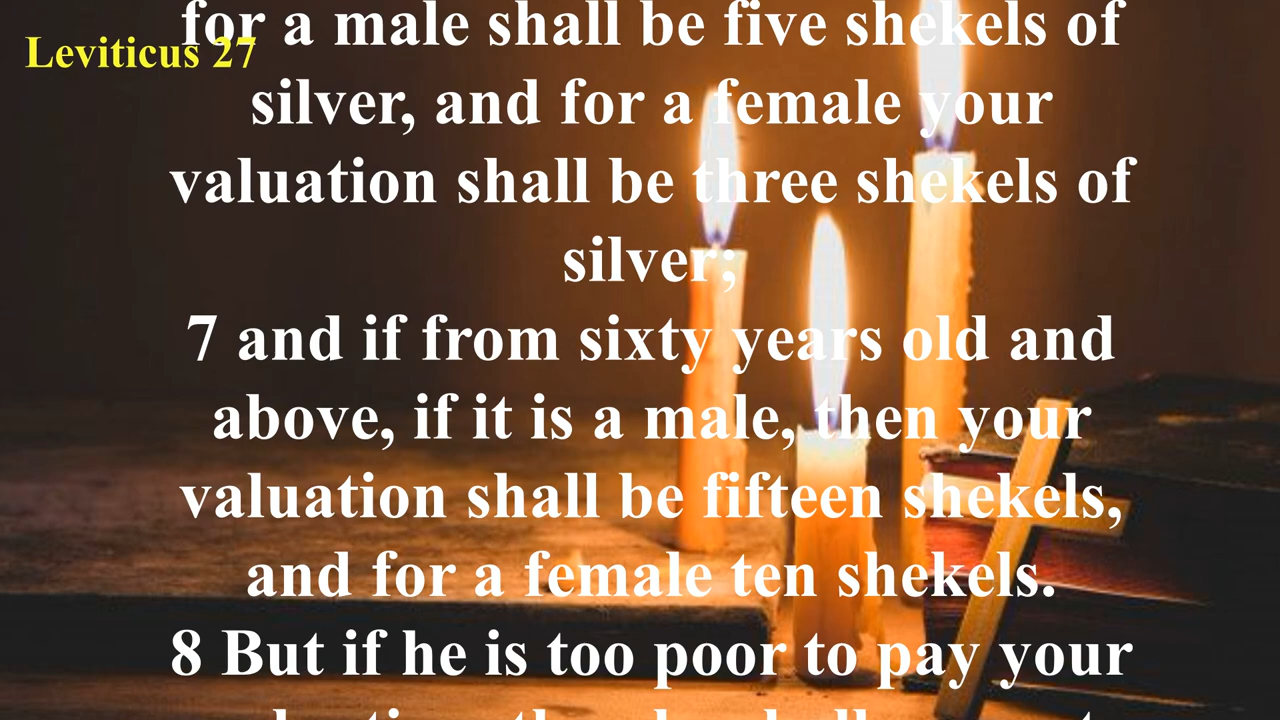 Leviticus 27
for a male shall be five shekels of
silver, and for a female your
valuation shall be three shekels of
silver;
7 and if from sixty years old and
above, if it is a male, then your
valuation shall be fifteen shekels,
and for a female ten shekels.
8 But if he is too poor to pay your